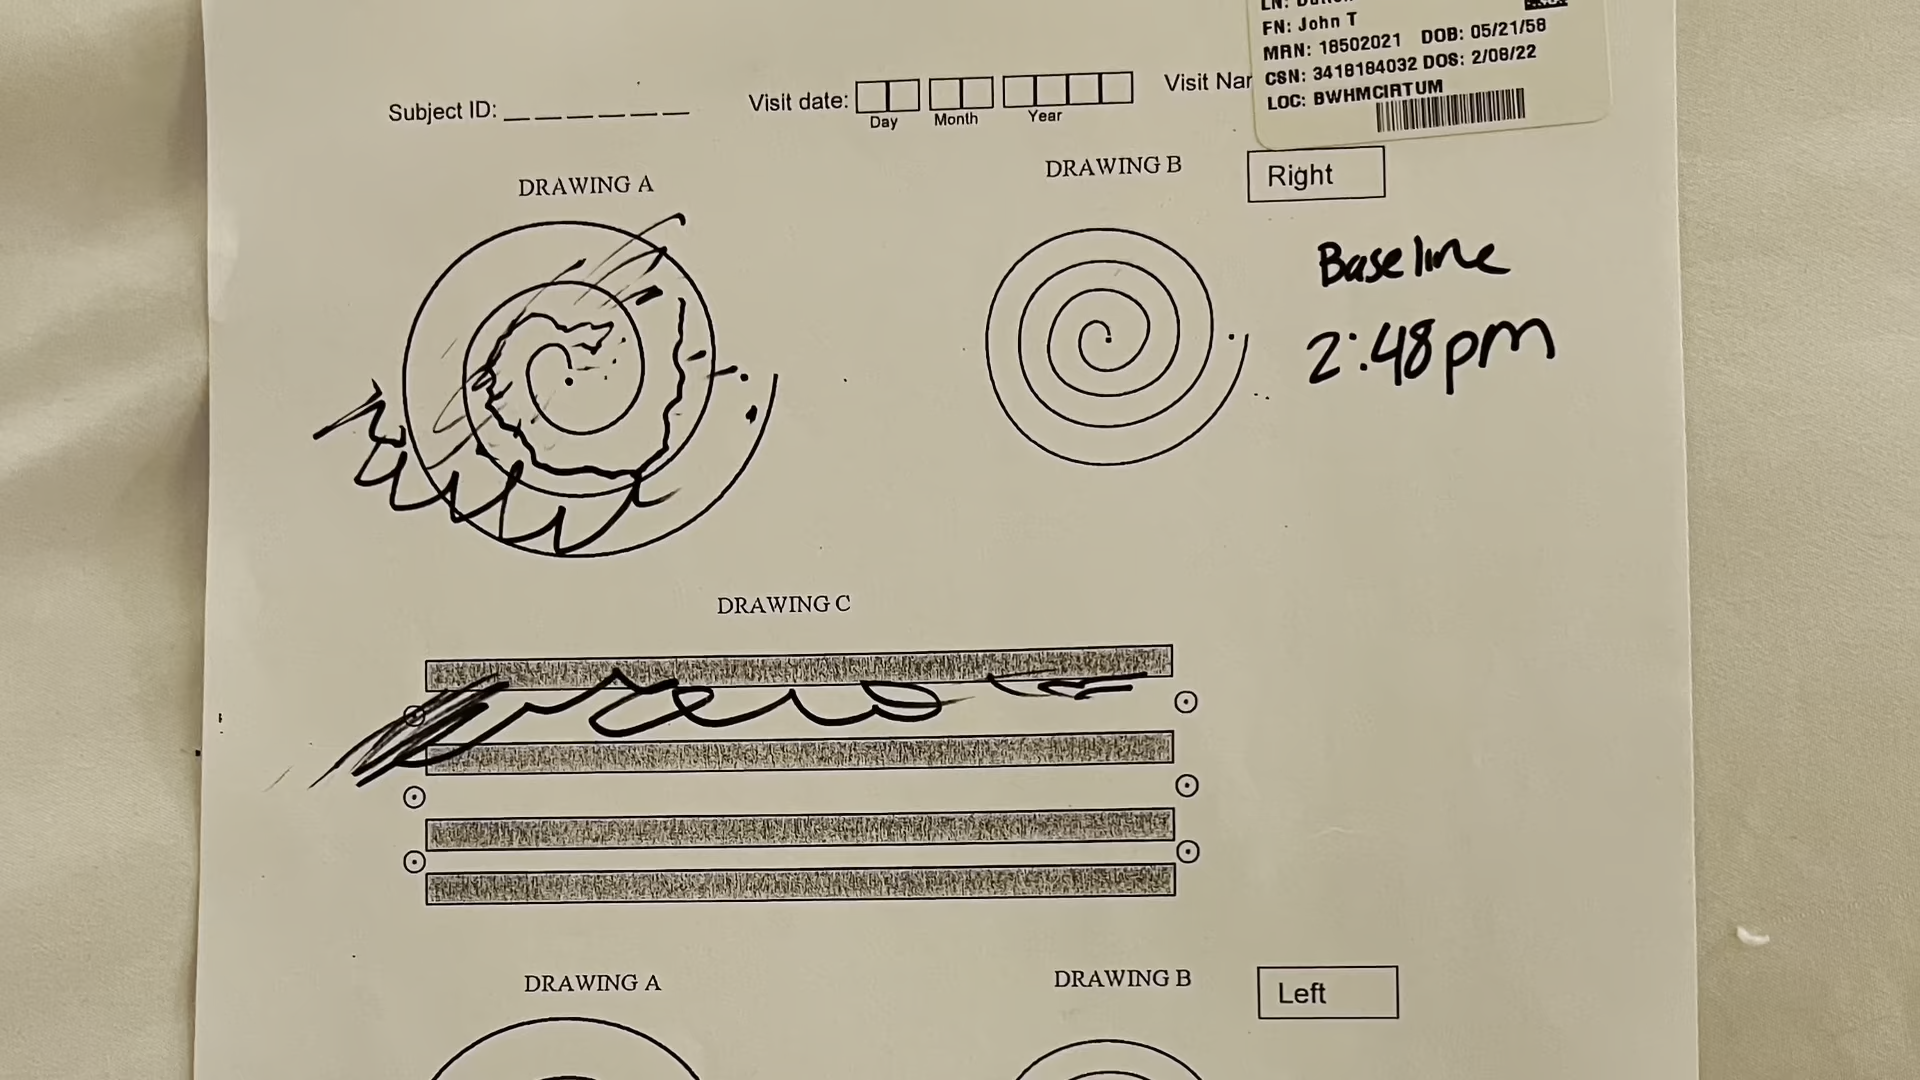 FN: John T
MRN: 18502021 DOB: 05/21/58
CSN: 3418184032 DOS: 2/08/22
LOC: BWHMCIRTUM
Subject ID: _ _ _ _ _ _
Visit date:
Day Month Year
Visit
DRAWING A
DRAWING B
Right
Baseline
2:48pm
DRAWING C
DRAWING A
DRAWING B
Left